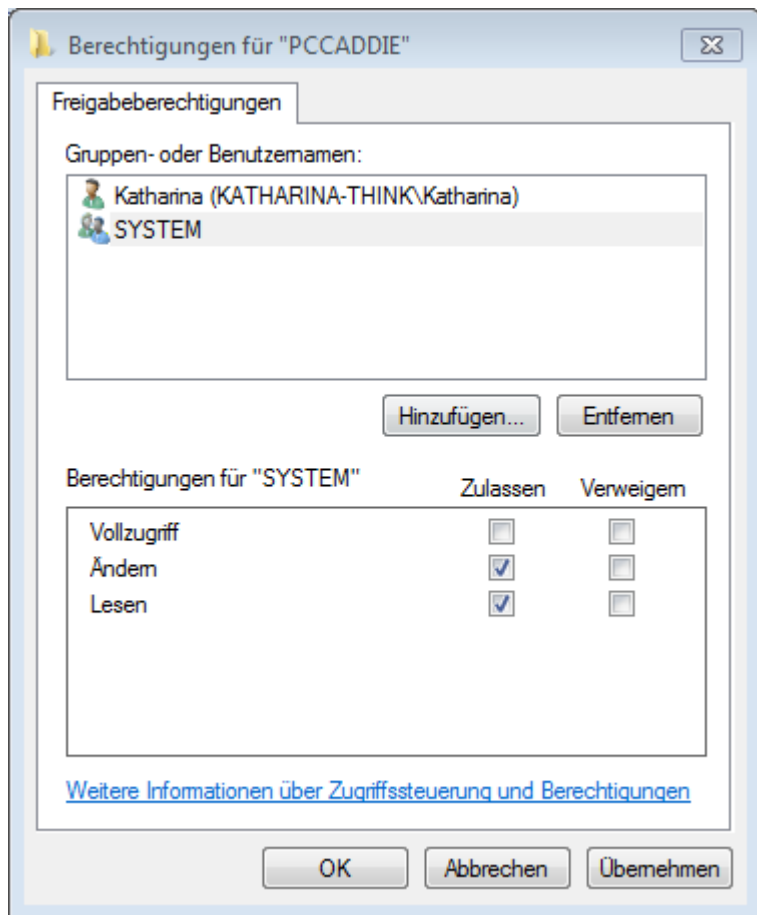 Berechtigungen für "PCCADDIE"
Freigabeberechtigungen
Gruppen- oder Benutzernamen:
Katharina (KATHARINA-THINK\Katharina)
SYSTEM
Hinzufügen... Entfernen
Berechtigungen für "SYSTEM" Zulassen Verweigern
Vollzugriff
Ändern
Lesen
Weitere Informationen über Zugriffssteuerung und Berechtigungen
OK Abbrechen Übernehmen